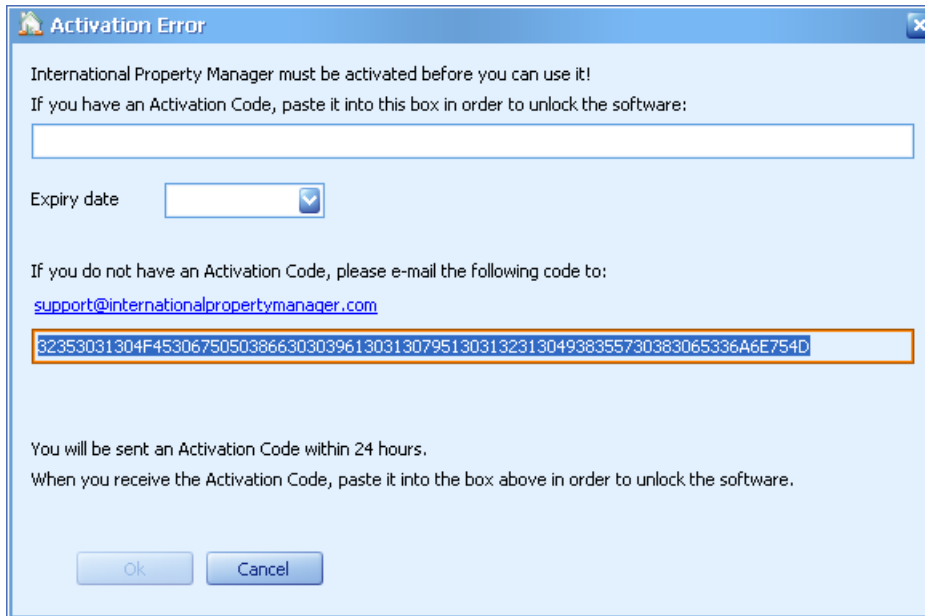 Activation Error
International Property Manager must be activated before you can use it!
If you have an Activation Code, paste it into this box in order to unlock the software:
Expiry date
If you do not have an Activation Code, please e-mail the following code to:
support@internationalpropertymanager.com
32353031304F45306750503866303039613031307951303132313049383557303830653​36A6E754D
You will be sent an Activation Code within 24 hours.
When you receive the Activation Code, paste it into the box above in order to unlock the software.
Ok
Cancel